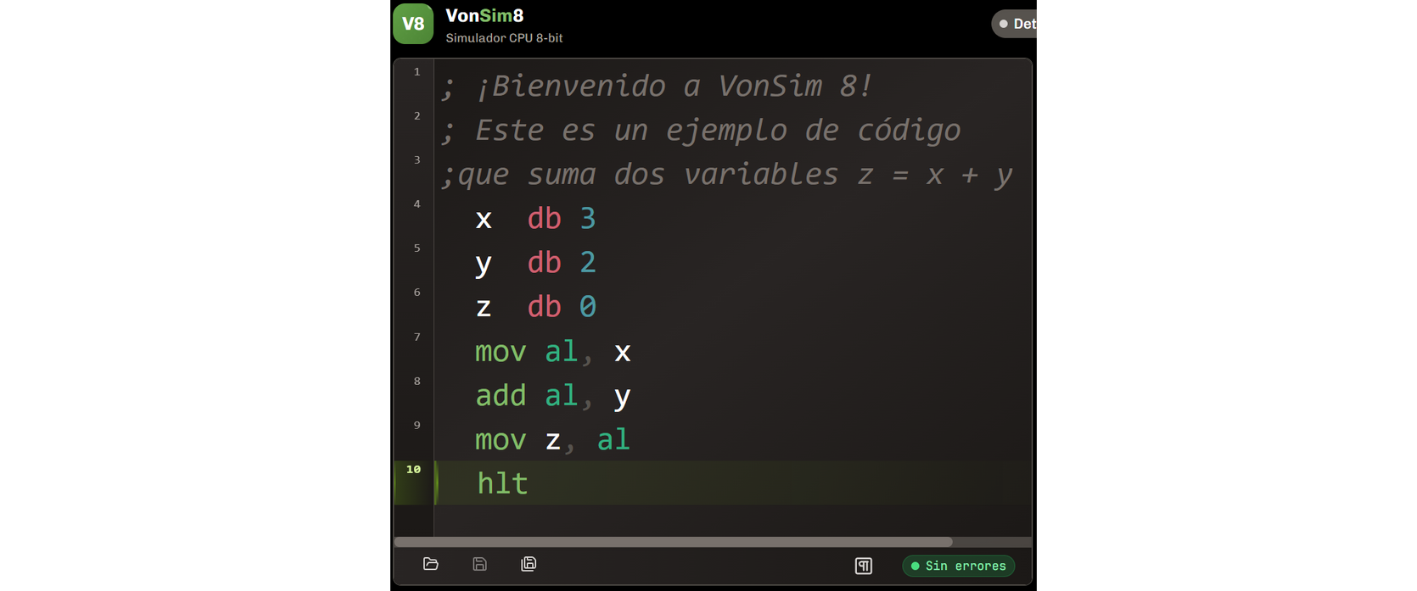 V8
VonSim8
Simulador CPU 8-bit
Det
1 ; ¡Bienvenido a VonSim 8!
2 ; Este es un ejemplo de código
3 ;que suma dos variables z = x + y
4 x db 3
5 y db 2
6 z db 0
7 mov al, x
8 add al, y
9 mov z, al
10 hlt
Sin errores